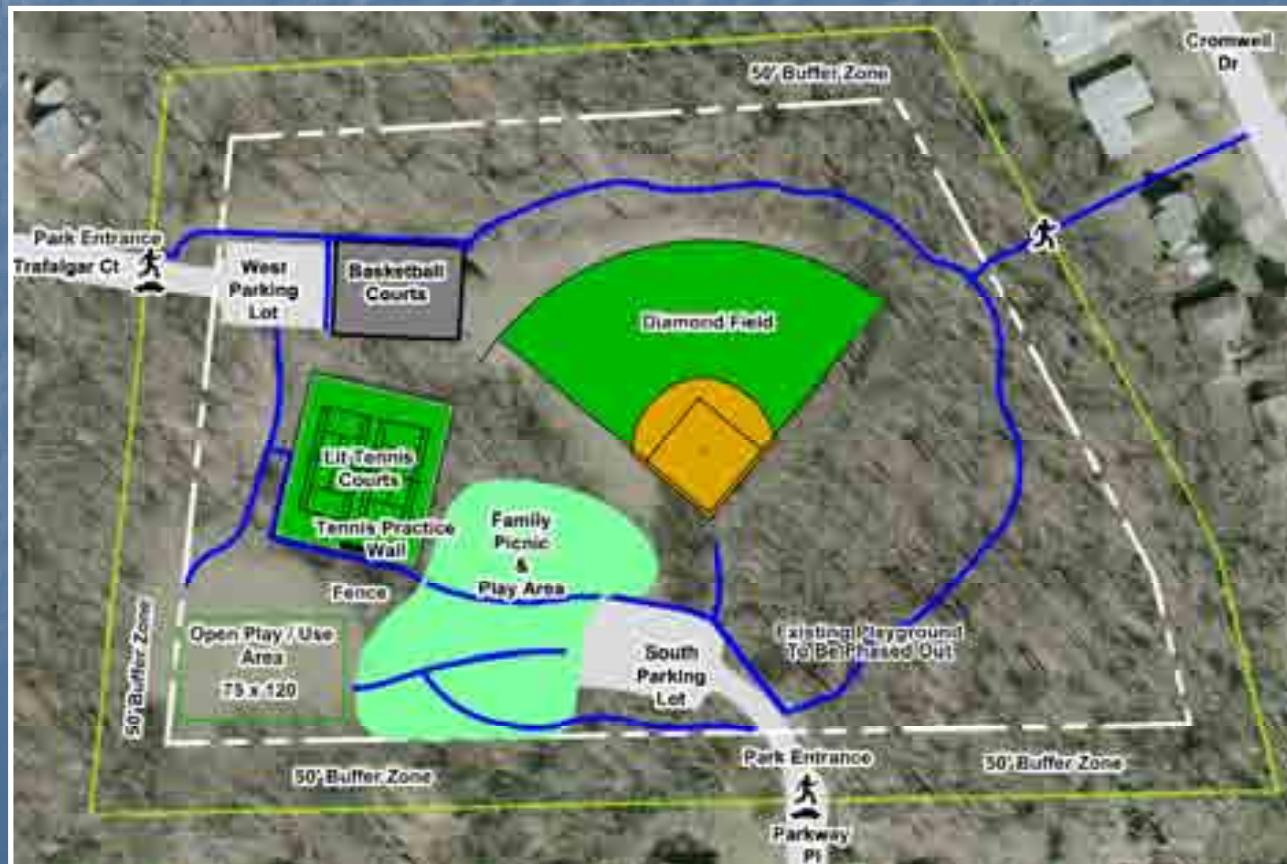 Cromwell
Dr
50' Buffer Zone
Park Entrance
Trafalgar Ct
West
Parking
Lot
Basketball
Courts
Diamond Field
Lit Tennis
Courts
Tennis Practice
Wall
Family
Picnic
&
Play Area
Fence
50' Buffer Zone
Open Play / Use
Area
75 x 120
South
Parking
Lot
Existing Playground
To Be Phased Out
50' Buffer Zone
Park Entrance
50' Buffer Zone
Parkway
Pl